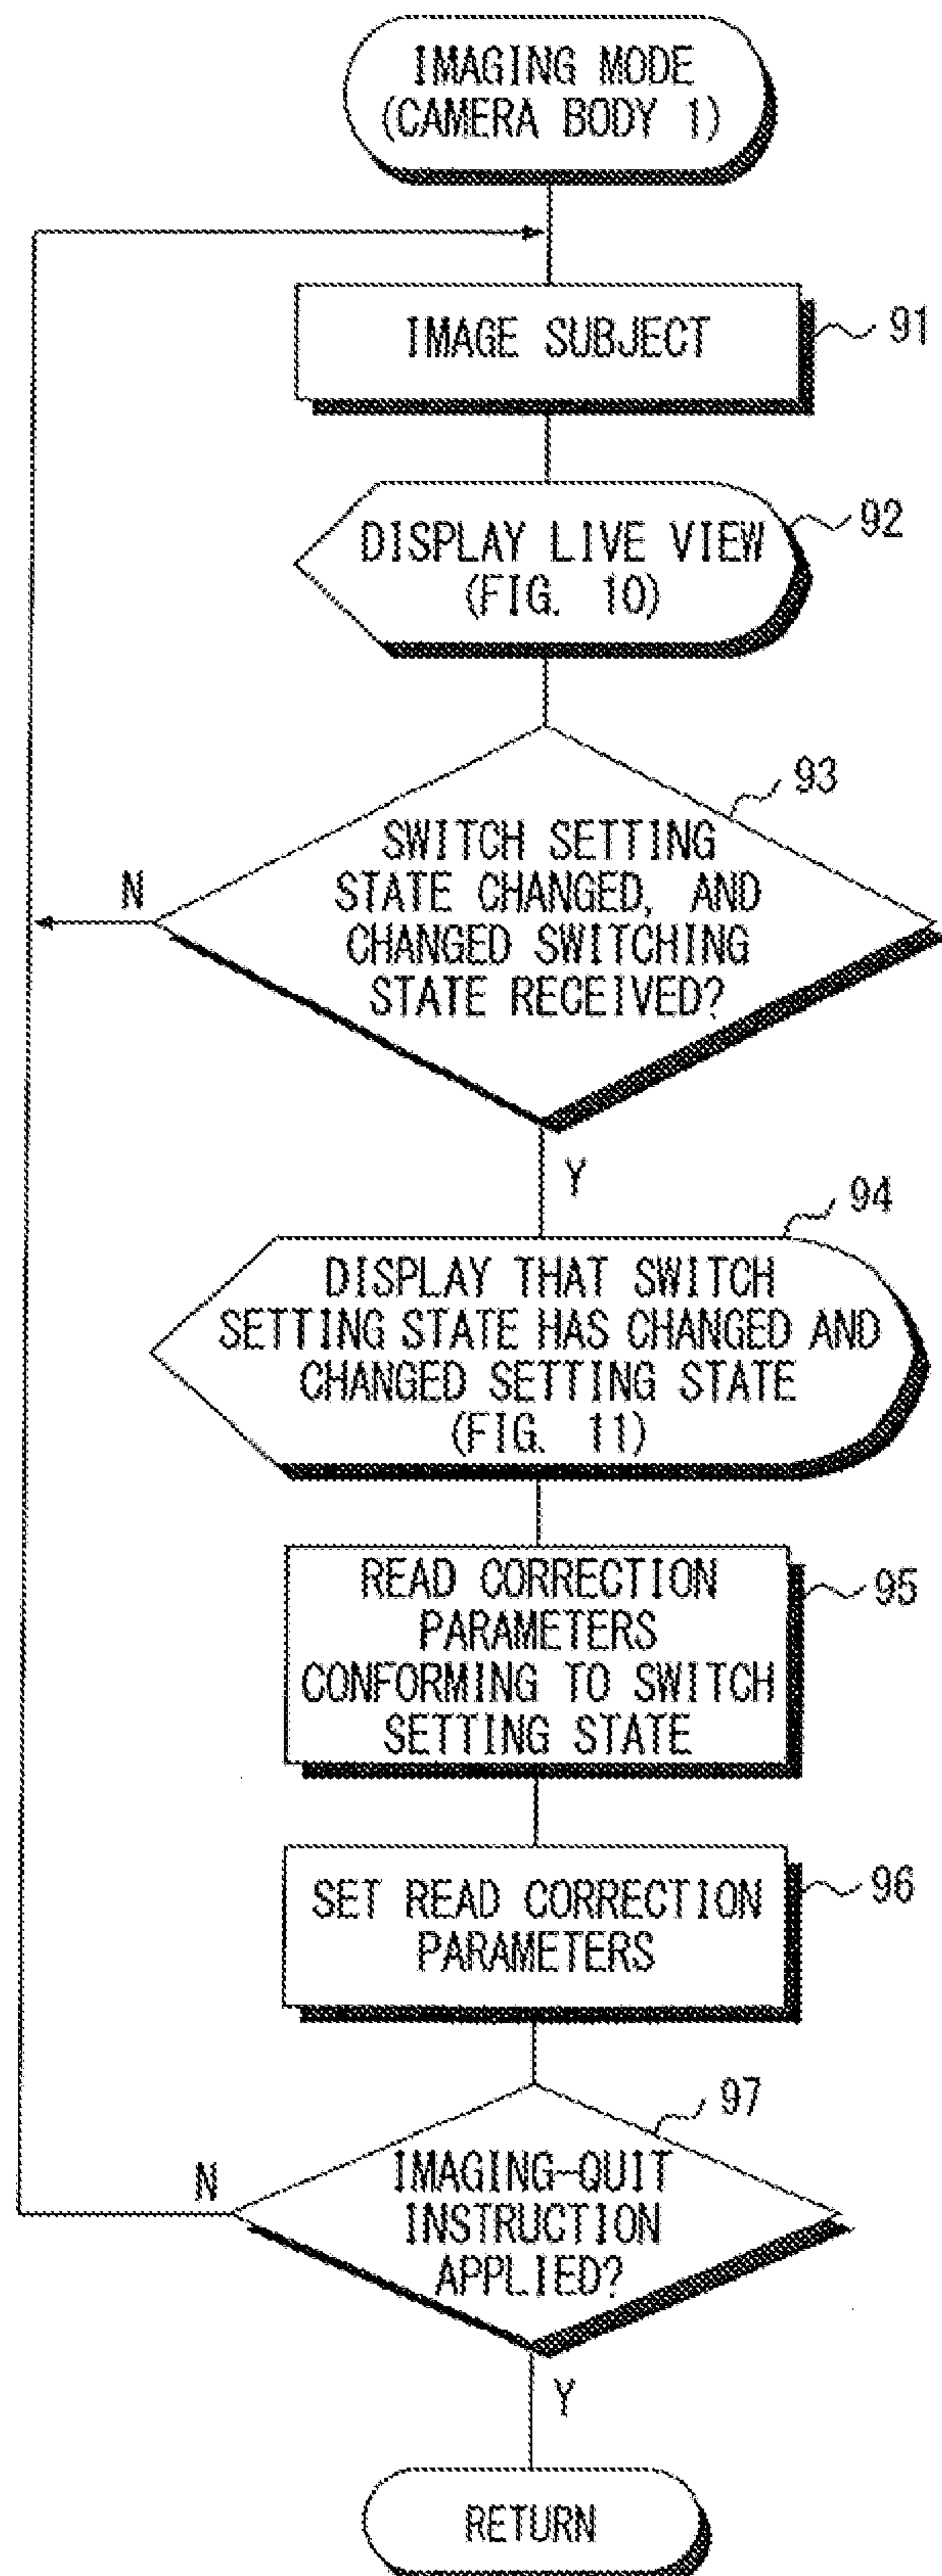 IMAGING MODE
(CAMERA BODY 1)
IMAGE SUBJECT
91
DISPLAY LIVE VIEW
(FIG. 10)
92
93
SWITCH SETTING
STATE CHANGED, AND
CHANGED SWITCHING
STATE RECEIVED?
N
Y
94
DISPLAY THAT SWITCH
SETTING STATE HAS CHANGED AND
CHANGED SETTING STATE
(FIG. 11)
READ CORRECTION
PARAMETERS
CONFORMING TO SWITCH
SETTING STATE
95
SET READ CORRECTION
PARAMETERS
96
97
IMAGING-QUIT
INSTRUCTION
APPLIED?
N
Y
RETURN